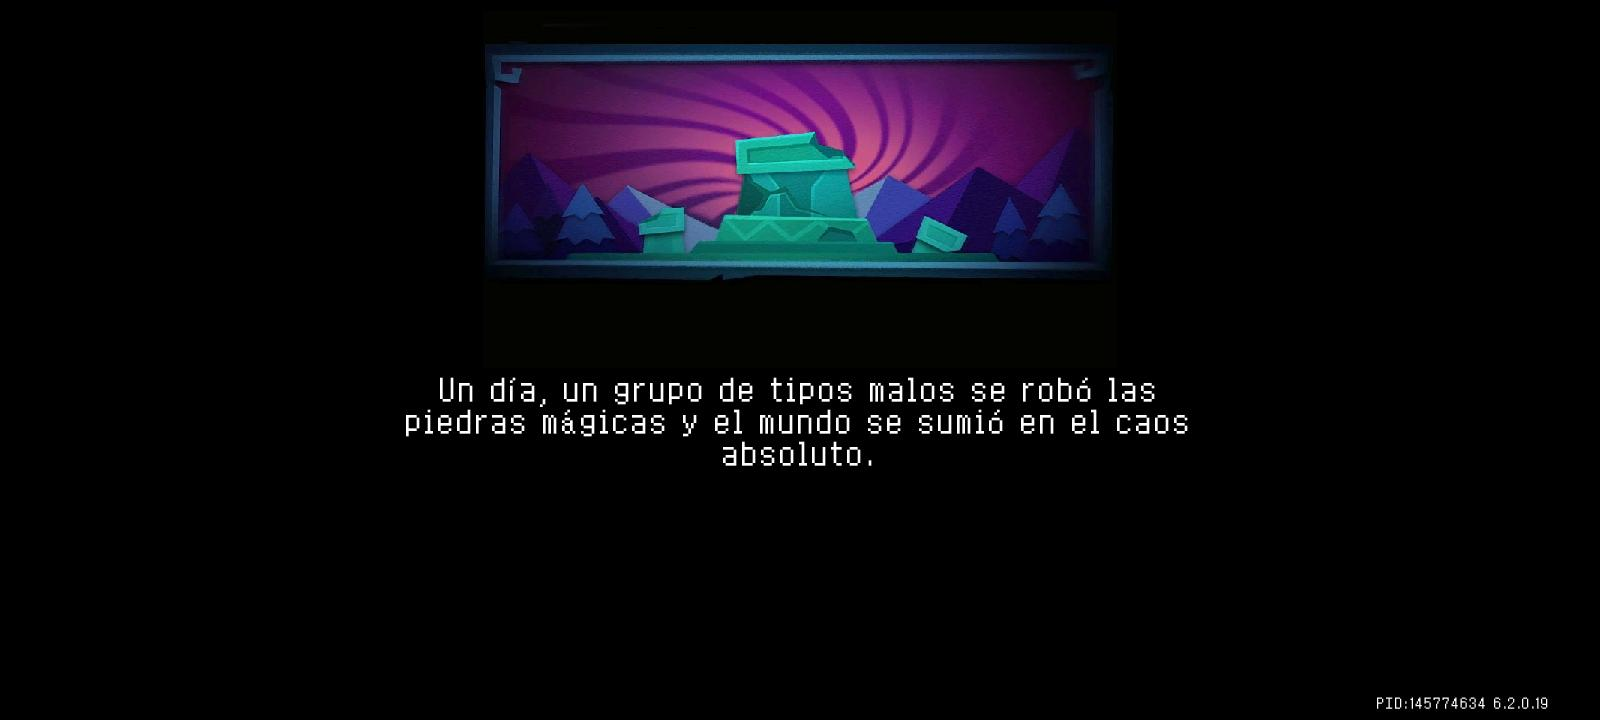 Un día, un grupo de tipos malos se robó las
piedras mágicas y el mundo se sumió en el caos
absoluto.
PID:145774634 6.2.0.19